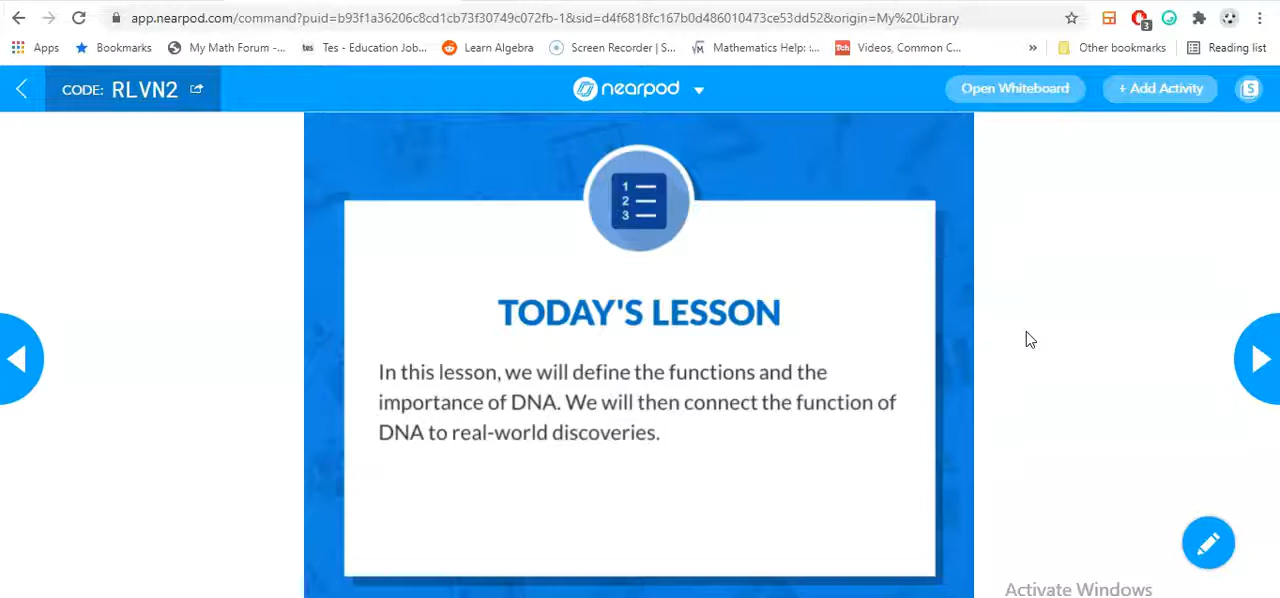 app.nearpod.com/command?puid=b93f1a36206c8cd1cb73f30749c072fb-1&sid=d4f6818fc167b0d486010473ce53dd52&origin=My%20Library
3
Apps Bookmarks My Math Forum -... tes Tes - Education Job... Learn Algebra Screen Recorder | S... √M Mathematics Help: :... Tch Videos, Common C... » Other bookmarks Reading list
CODE: RLVN2 nearpod Open Whiteboard + Add Activity S
1
2
3
TODAY'S LESSON
In this lesson, we will define the functions and the
importance of DNA. We will then connect the function of
DNA to real-world discoveries.
Activate Windows